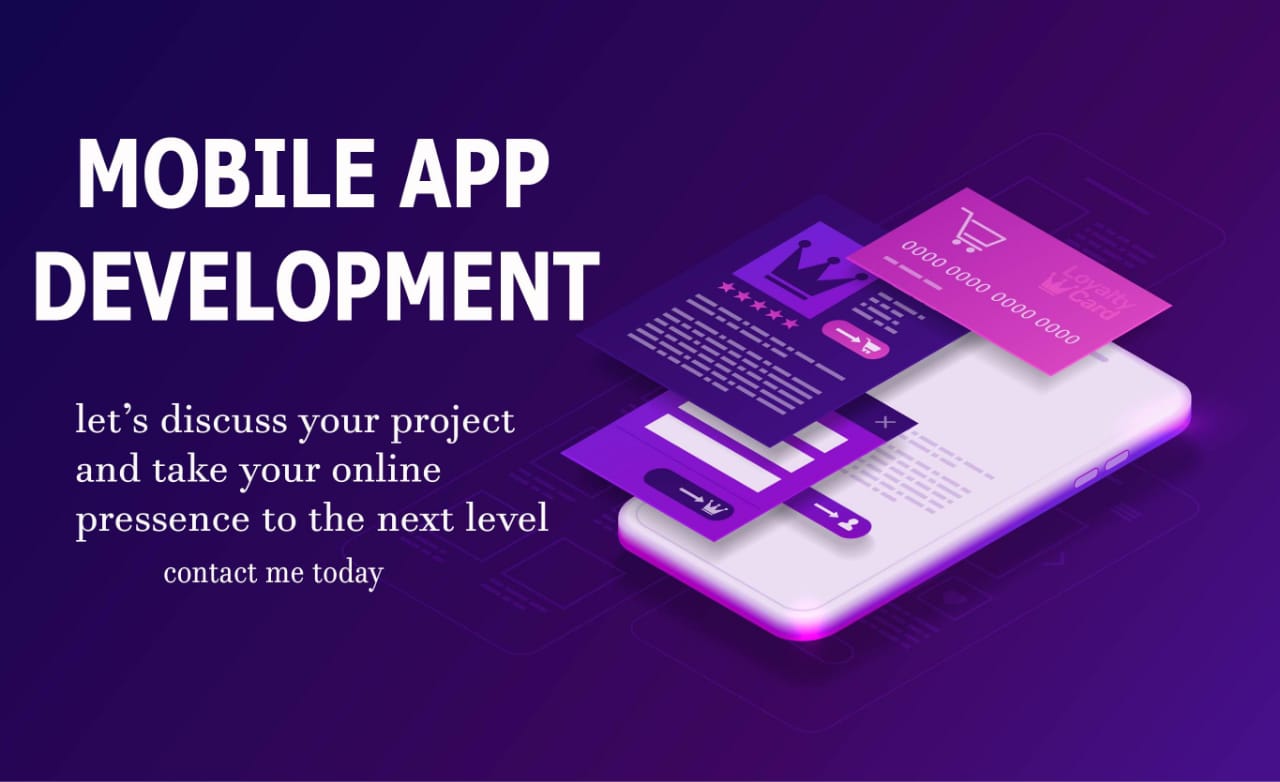 MOBILE APP
DEVELOPMENT
let's discuss your project
and take your online
pressence to the next level
contact me today
0000 0000 0000 0000
Loyalty
Card